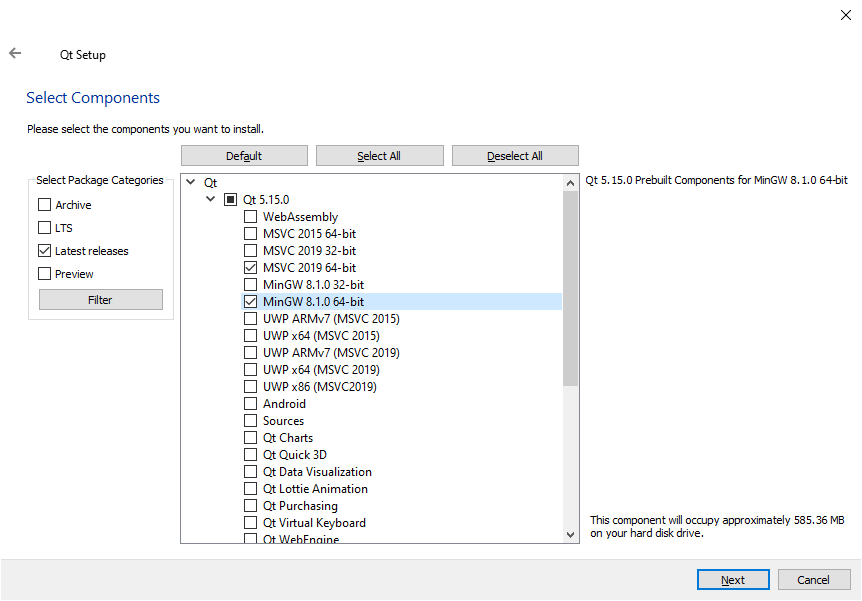 Qt Setup
Select Components
Please select the components you want to install.
Default
Select All
Deselect All
Select Package Categories
Archive
LTS
Latest releases
Preview
Filter
Qt
Qt 5.15.0
WebAssembly
MSVC 2015 64-bit
MSVC 2019 32-bit
MSVC 2019 64-bit
MinGW 8.1.0 32-bit
MinGW 8.1.0 64-bit
UWP ARMv7 (MSVC 2015)
UWP x64 (MSVC 2015)
UWP ARMv7 (MSVC 2019)
UWP x64 (MSVC 2019)
UWP x86 (MSVC2019)
Android
Sources
Qt Charts
Qt Quick 3D
Qt Data Visualization
Qt Lottie Animation
Qt Purchasing
Qt Virtual Keyboard
Qt WebEngine
Qt 5.15.0 Prebuilt Components for MinGW 8.1.0 64-bit
This component will occupy approximately 585.36 MB
on your hard disk drive.
Next
Cancel